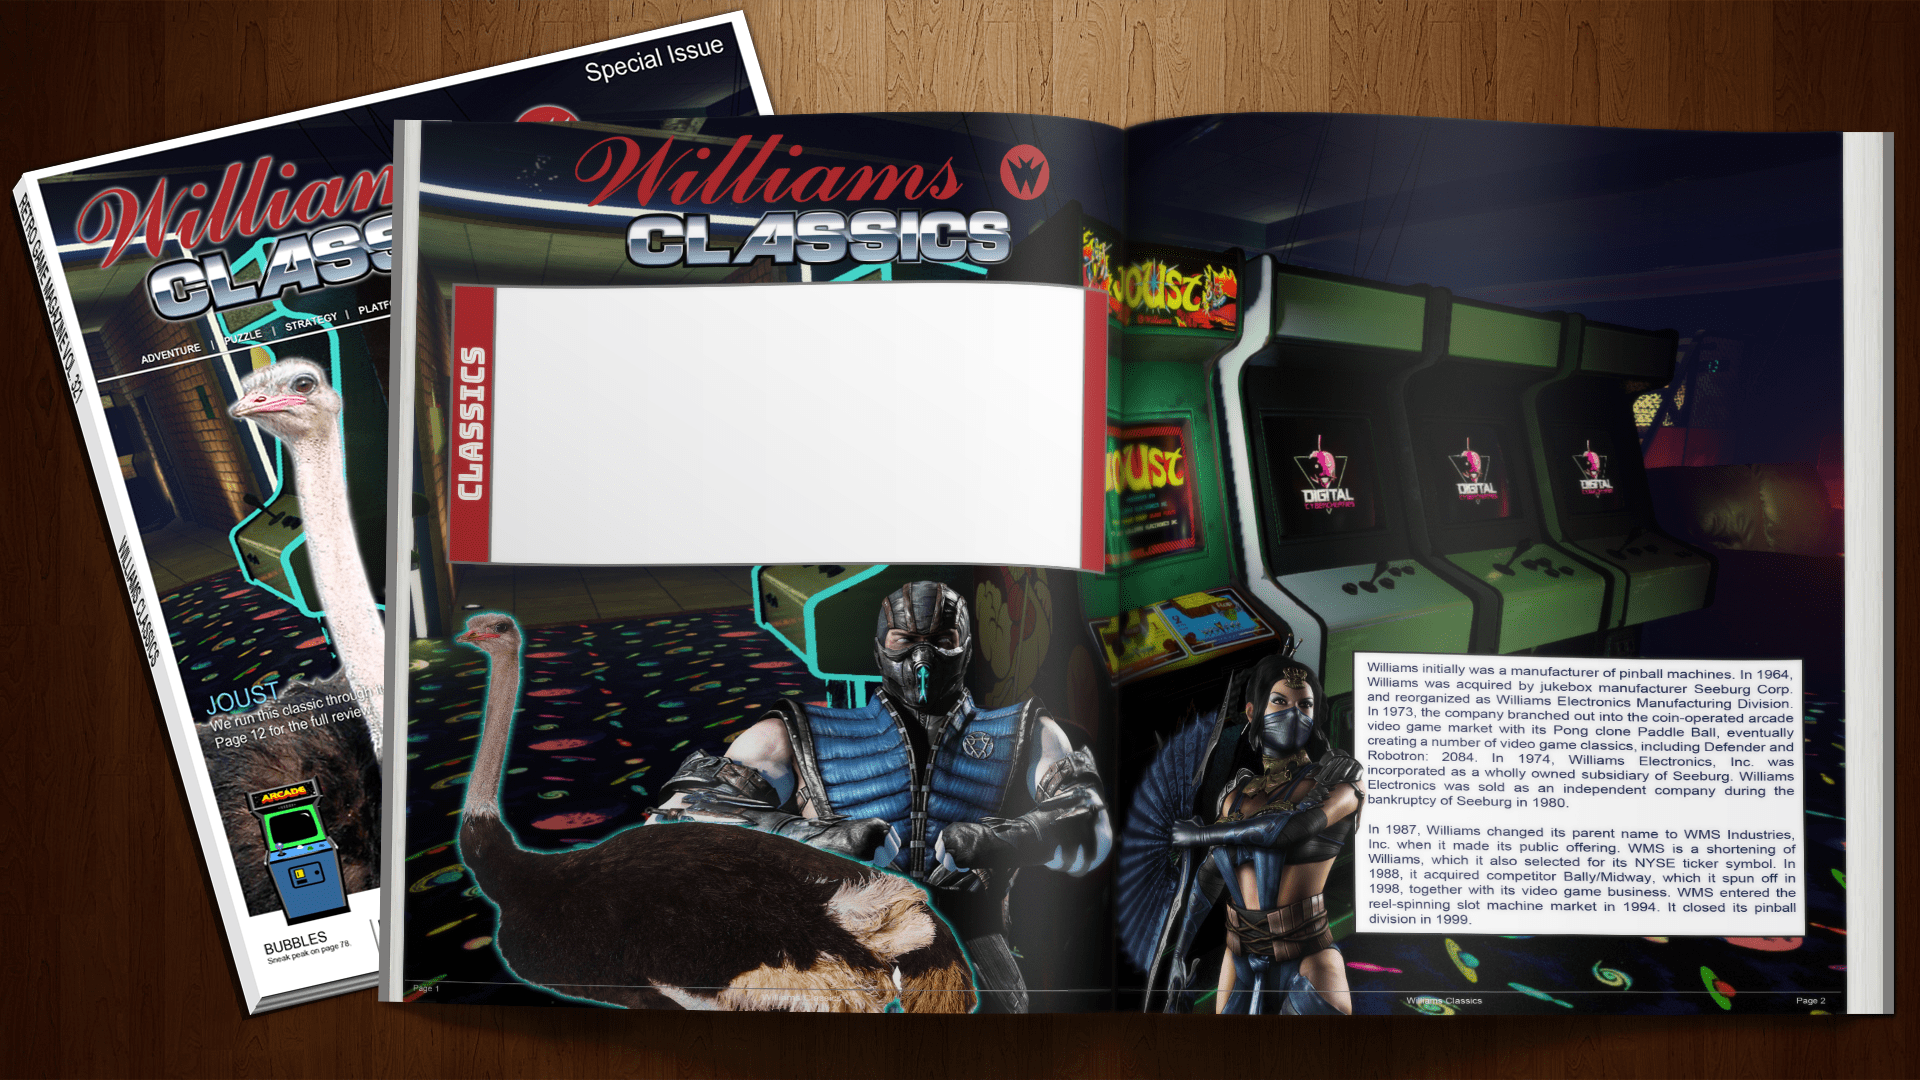 Special Issue
Williams
CLASSICS
RETRO GAME MAGAZINE VOL. 321
WILLIAMS CLASSICS
ADVENTURE | PUZZLE | STRATEGY |
JOUST
We run this classic through
Page 12 for the full review.
ARCADE
BUBBLES
Sneak peak on page 78.
Williams
CLASSICS
CLASSICS
JOUST
JOUST
DIGITAL
CYBERCHERRIES
DIGITAL
CYBERCHERRIES
DIGITAL
CYBERCHERRIES
Williams initially was a manufacturer of pinball machines. In 1964,
Williams was acquired by jukebox manufacturer Seeburg Corp.
and reorganized as Williams Electronics Manufacturing Division.
In 1973, the company branched out into the coin-operated arcade
video game market with its Pong clone Paddle Ball, eventually
creating a number of video game classics, including Defender and
Robotron: 2084. In 1974, Williams Electronics, Inc. was
incorporated as a wholly owned subsidiary of Seeburg. Williams
Electronics was sold as an independent company during the
bankruptcy of Seeburg in 1980.
In 1987, Williams changed its parent name to WMS Industries,
Inc. when it made its public offering. WMS is a shortening of
Williams, which it also selected for its NYSE ticker symbol. In
1988, it acquired competitor Bally/Midway, which it spun off in
1998, together with its video game business. WMS entered the
reel-spinning slot machine market in 1994. It closed its pinball
division in 1999.
Page 1
Williams Classics
Williams Classics
Page 2